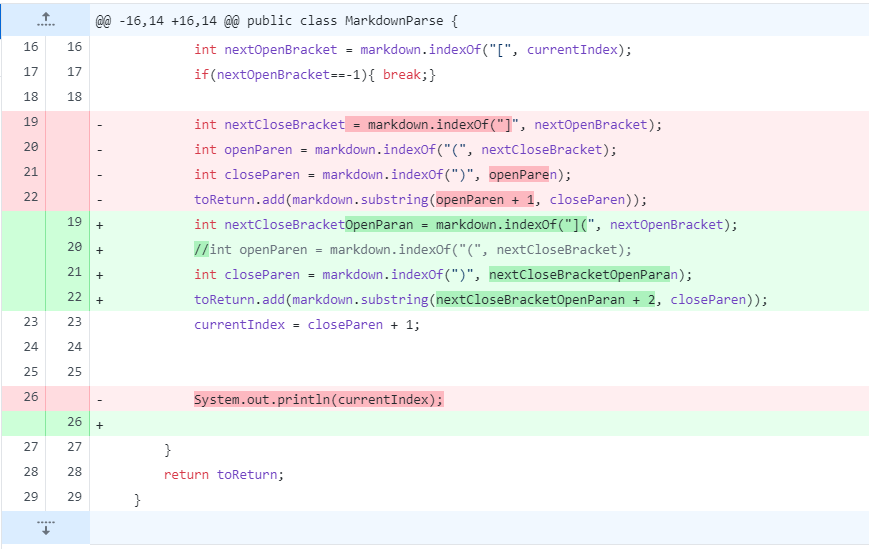 @@ -16,14 +16,14 @@ public class MarkdownParse {
16 16 int nextOpenBracket = markdown.indexOf("[", currentIndex);
17 17 if(nextOpenBracket==-1){ break;}
18 18
19 - int nextCloseBracket = markdown.indexOf("]", nextOpenBracket);
20 - int openParen = markdown.indexOf("(", nextCloseBracket);
21 - int closeParen = markdown.indexOf(")", openParen);
22 - toReturn.add(markdown.substring(openParen + 1, closeParen));
19 + int nextCloseBracketOpenParan = markdown.indexOf("](", nextOpenBracket);
20 + //int openParen = markdown.indexOf("(", nextCloseBracket);
21 + int closeParen = markdown.indexOf(")", nextCloseBracketOpenParan);
22 + toReturn.add(markdown.substring(nextCloseBracketOpenParan + 2, closeParen));
23 23 currentIndex = closeParen + 1;
24 24
25 25
26 - System.out.println(currentIndex);
26 +
27 27 }
28 28 return toReturn;
29 29 }